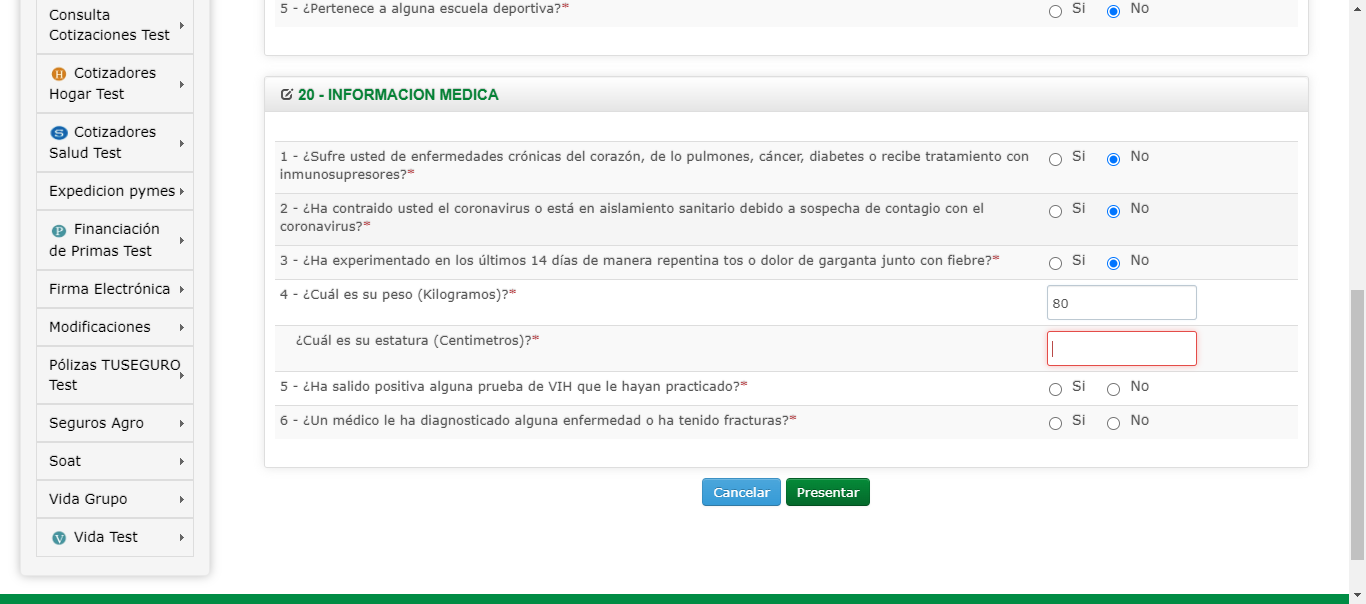 Consulta
Cotizaciones Test
H Cotizadores
Hogar Test
S Cotizadores
Salud Test
Expedicion pymes
P Financiación
de Primas Test
Firma Electrónica
Modificaciones
Pólizas TUSEGURO
Test
Seguros Agro
Soat
Vida Grupo
V Vida Test
5 - ¿Pertenece a alguna escuela deportiva?* Si No
20 - INFORMACION MEDICA
1 - ¿Sufre usted de enfermedades crónicas del corazón, de lo pulmones, cáncer, diabetes o recibe tratamiento con Si No
inmunosupresores?*
2 - ¿Ha contraido usted el coronavirus o está en aislamiento sanitario debido a sospecha de contagio con el Si No
coronavirus?*
3 - ¿Ha experimentado en los últimos 14 días de manera repentina tos o dolor de garganta junto con fiebre?* Si No
4 - ¿Cuál es su peso (Kilogramos)?* 80
¿Cuál es su estatura (Centimetros)?*
5 - ¿Ha salido positiva alguna prueba de VIH que le hayan practicado?* Si No
6 - ¿Un médico le ha diagnosticado alguna enfermedad o ha tenido fracturas?* Si No
Cancelar Presentar